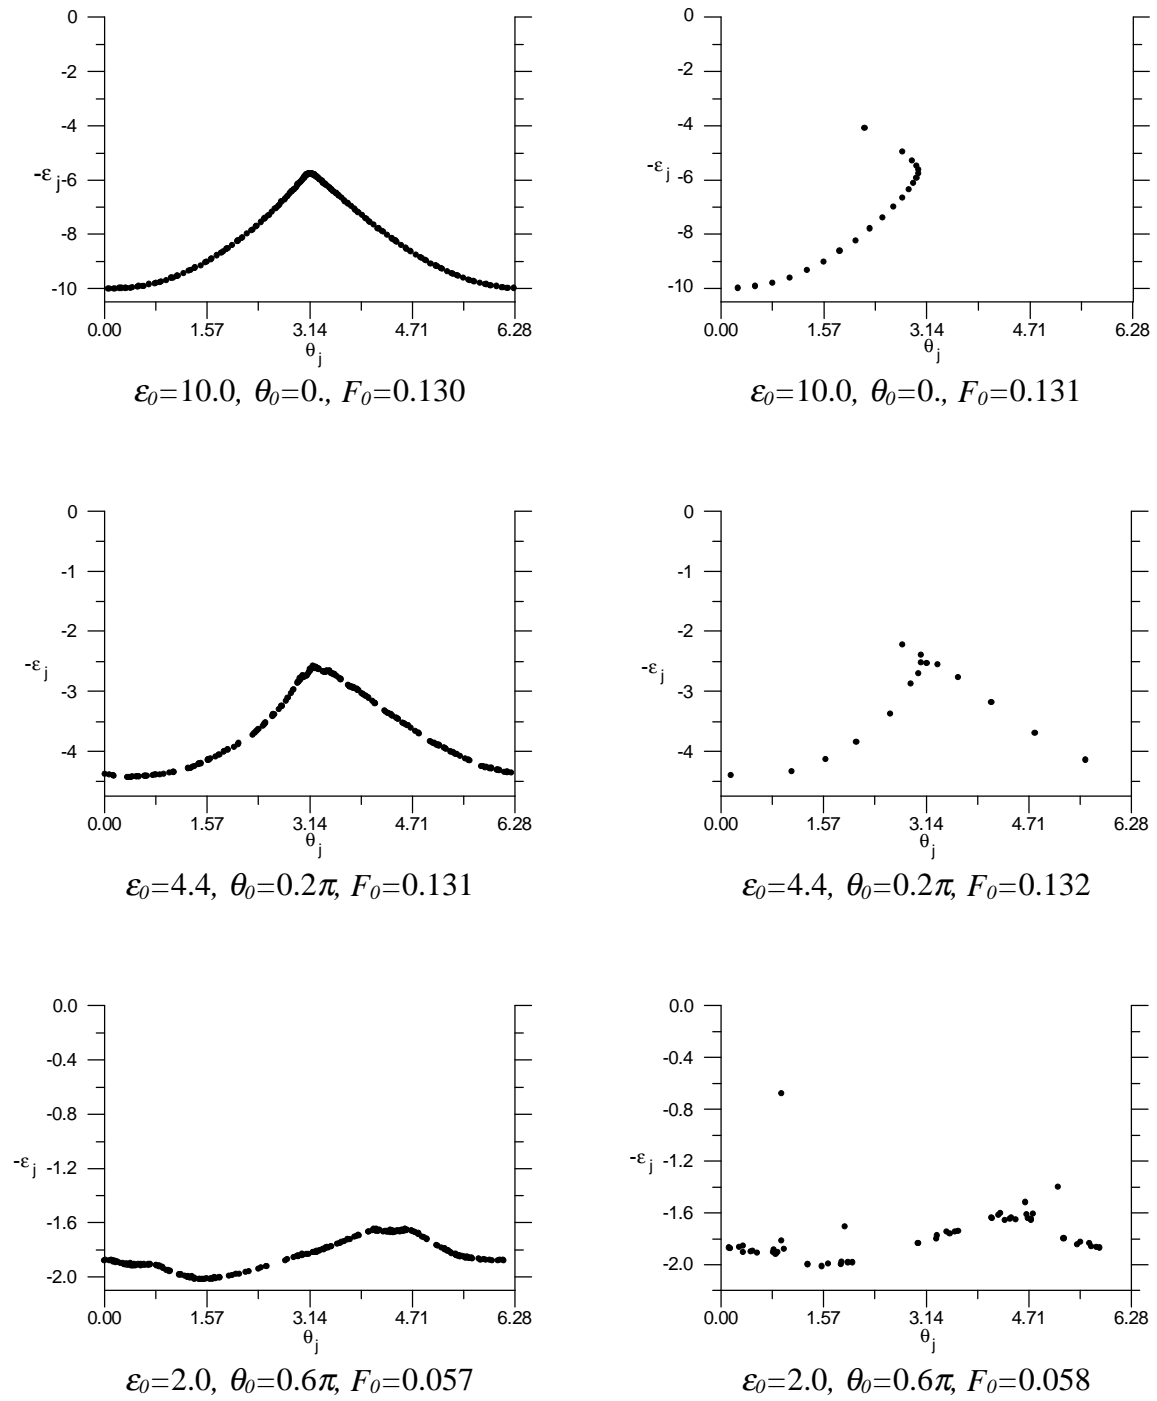 0
-2
-4
-εj -6
-8
-10
0.00 1.57 3.14 4.71 6.28
θj
ε0=10.0, θ0=0., F0=0.130
0
-2
-4
-εj -6
-8
-10
0.00 1.57 3.14 4.71 6.28
θj
ε0=10.0, θ0=0., F0=0.131
0
-1
-2
-εj
-3
-4
0.00 1.57 3.14 4.71 6.28
θj
ε0=4.4, θ0=0.2π, F0=0.131
0
-1
-2
-εj
-3
-4
0.00 1.57 3.14 4.71 6.28
θj
ε0=4.4, θ0=0.2π, F0=0.132
0.0
-0.4
-0.8
-εj -1.2
-1.6
-2.0
0.00 1.57 3.14 4.71 6.28
θj
ε0=2.0, θ0=0.6π, F0=0.057
0.0
-0.4
-0.8
-εj -1.2
-1.6
-2.0
0.00 1.57 3.14 4.71 6.28
θj
ε0=2.0, θ0=0.6π, F0=0.058